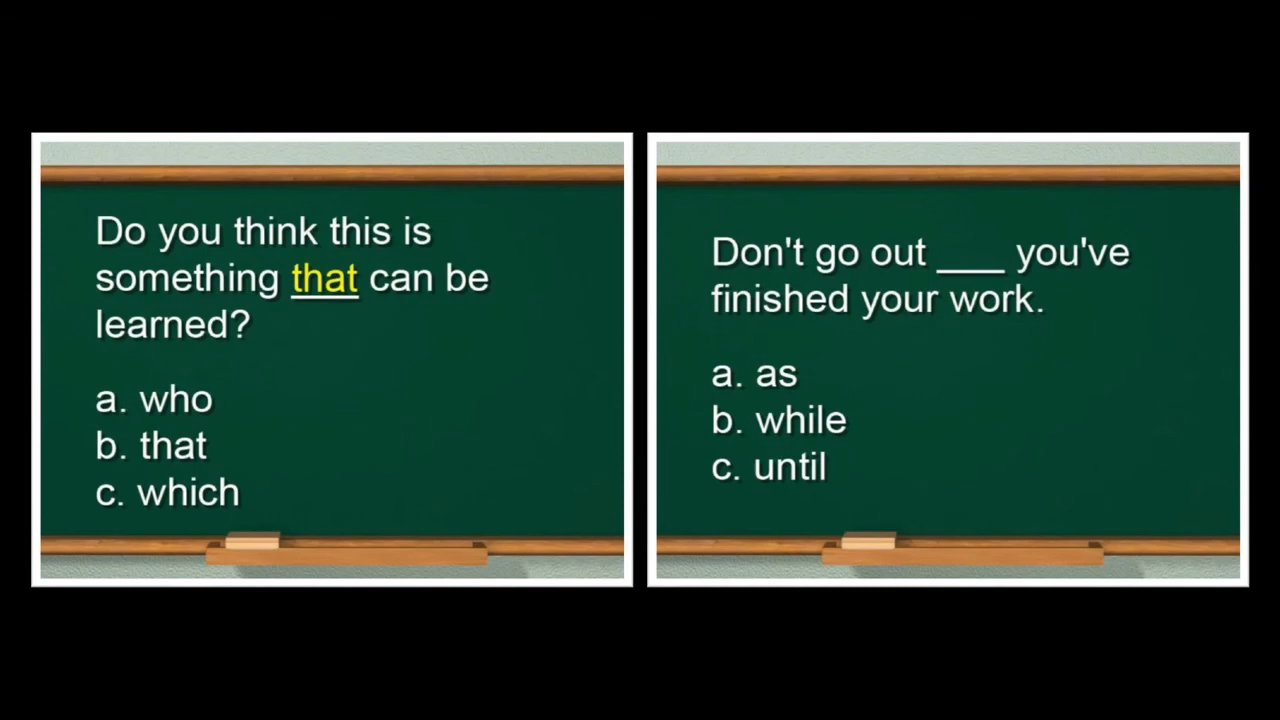 Do you think this is
something that can be
learned?
a. who
b. that
c. which
Don't go out ___ you've
finished your work.
a. as
b. while
c. until